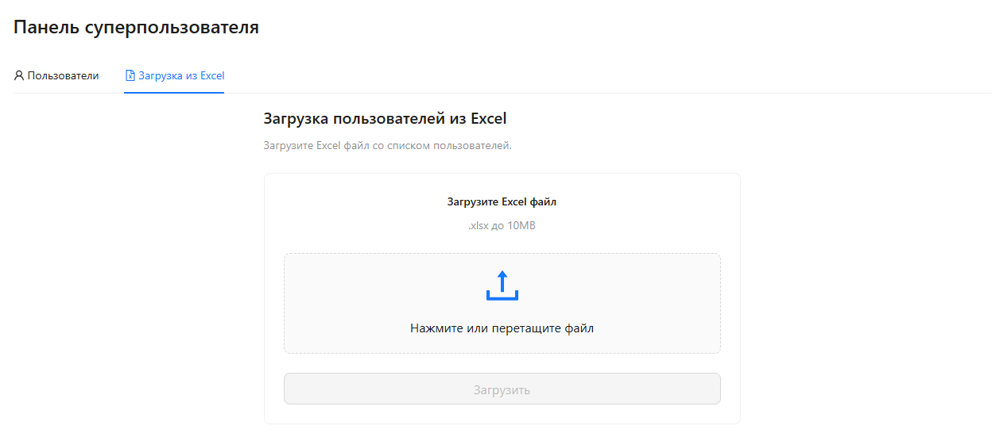 Панель суперпользователя
Пользователи
Загрузка из Excel
Загрузка пользователей из Excel
Загрузите Excel файл со списком пользователей.
Загрузите Excel файл
.xlsx до 10MB
Нажмите или перетащите файл
Загрузить